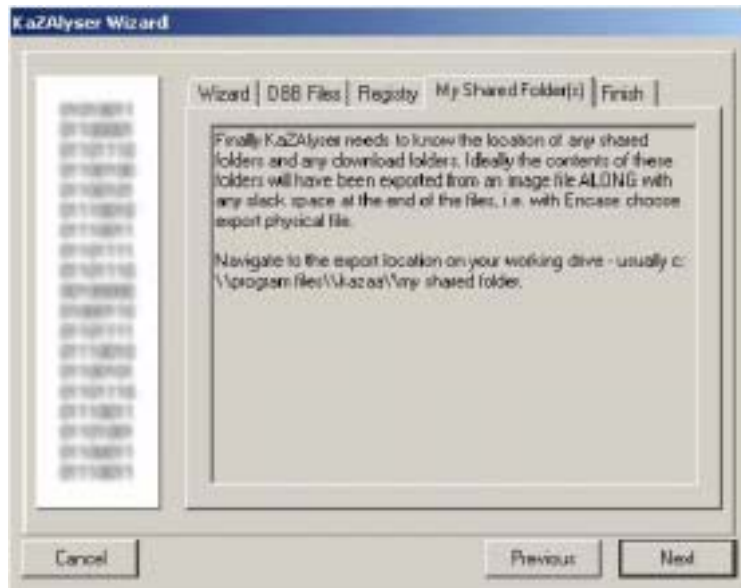 KaZAlyser Wizard
Wizard
DBB Files
Registry
My Shared Folder(s)
Finish
Finally KaZAlyser needs to know the location of any shared
folders and any download folders. Ideally the contents of these
folders will have been exported from an image file ALONG with
any slack space at the end of the files, i.e. with Encase choose
export physical file.
Navigate to the export location on your working drive - usually c:
\\program files\\kazaa\\my shared folder.
Cancel
Previous
Next